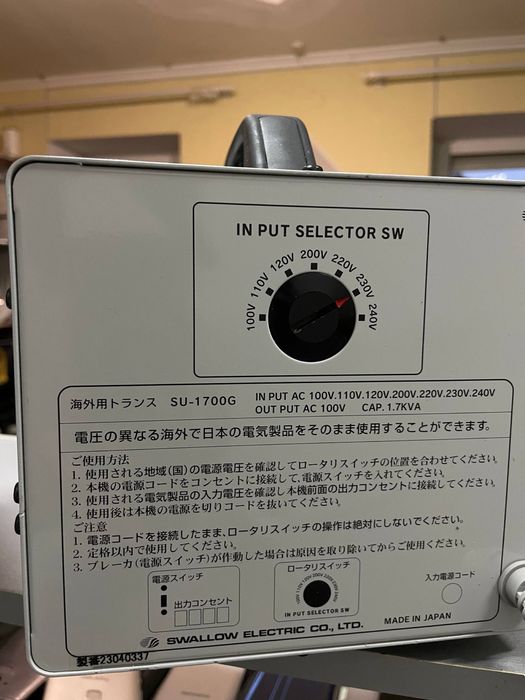 IN PUT SELECTOR SW
100V 110V 120V 200V 220V 230V 240V
海外用トランス SU-1700G IN PUT AC 100V.110V.120V.200V.220V.230V.240V
OUT PUT AC 100V CAP. 1.7KVA
電圧の異なる海外で日本の電気製品をそのまま使用することができます。
ご使用方法
1. 使用される地域(国)の電源電圧を確認してロータリスイッチの位置を合わせてください。
2. 本機の電源コードをコンセントに接続して、電源スイッチを入れてください。
3. 使用される電気製品の入力電圧を確認し本機前面の出力コンセントに接続してください。
4. 使用後は本機の電源を切りコードを抜いてください。
ご注意
1. 電源コードを接続したまま、ロータリスイッチの操作は絶対にしないでください。
2. 定格以内で使用してください。
3. ブレーカ(電源スイッチ)が作動した場合は原因を取り除いてからご使用ください。
電源スイッチ
出力コンセント
ロータリスイッチ
100V 110V 120V 200V 220V 230V 240V
IN PUT SELECTOR SW
入力電源コード
SWALLOW ELECTRIC CO., LTD. MADE IN JAPAN
製番23040337